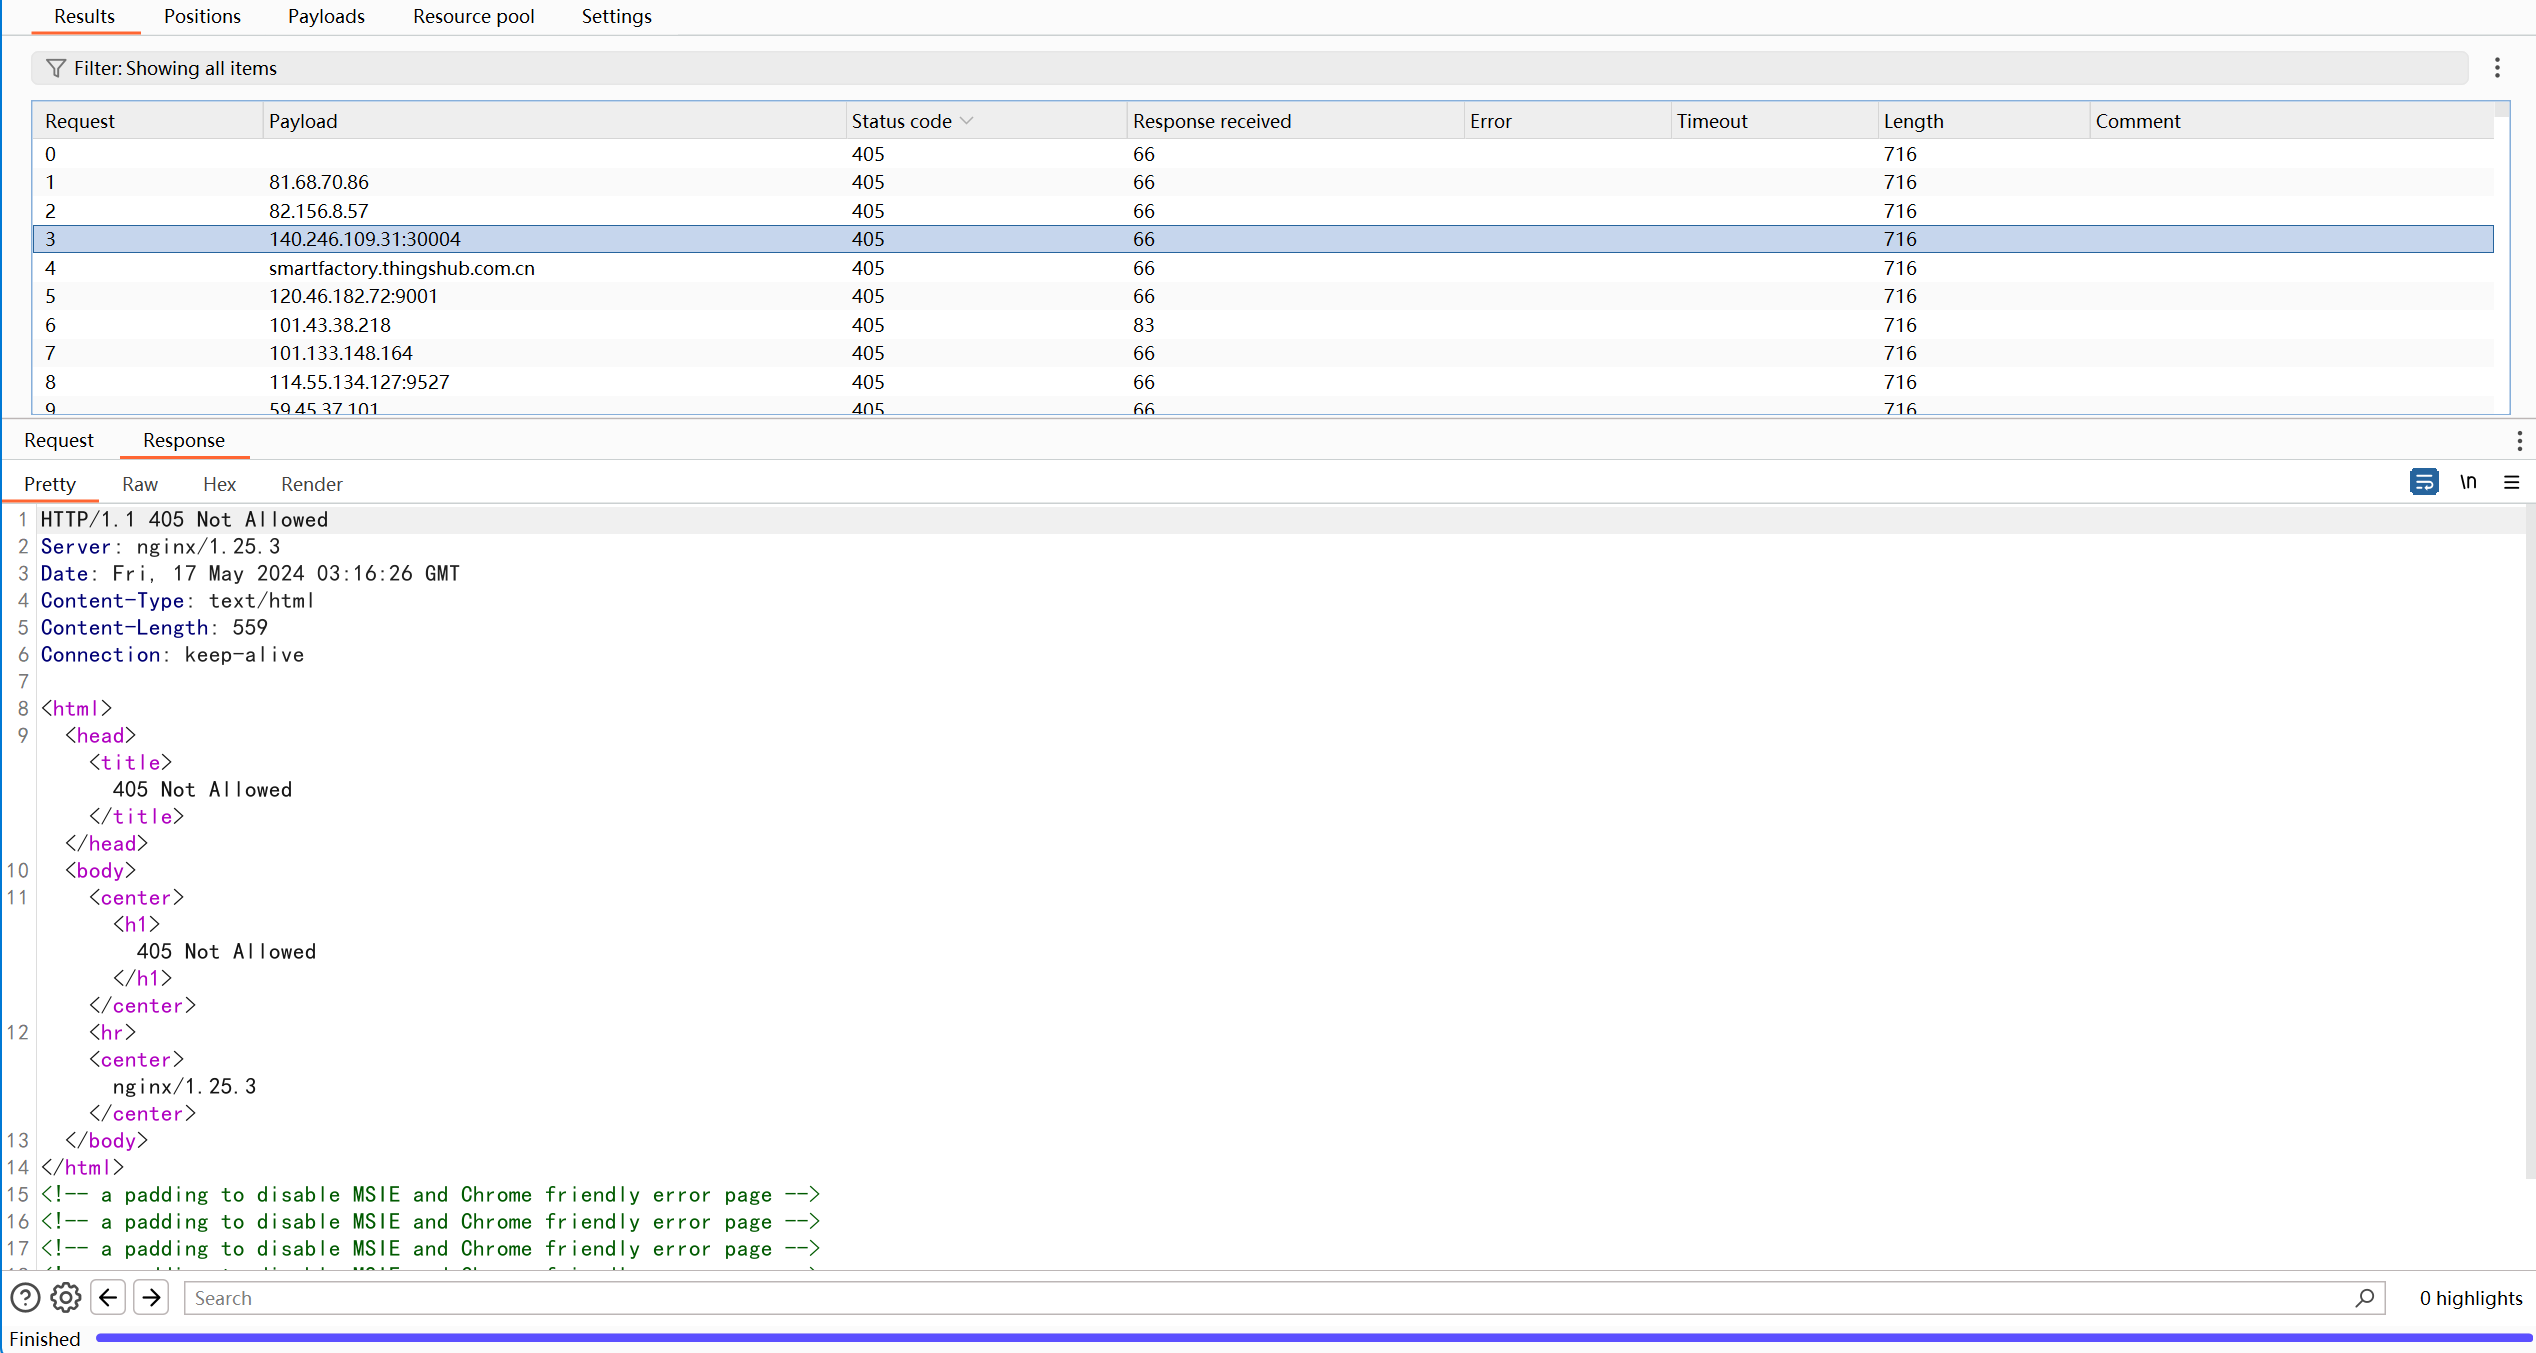 Results Positions Payloads Resource pool Settings
Filter: Showing all items
Request Payload Status code Response received Error Timeout Length Comment
0 405 66 716
1 81.68.70.86 405 66 716
2 82.156.8.57 405 66 716
3 140.246.109.31:30004 405 66 716
4 smartfactory.thingshub.com.cn 405 66 716
5 120.46.182.72:9001 405 66 716
6 101.43.38.218 405 83 716
7 101.133.148.164 405 66 716
8 114.55.134.127:9527 405 66 716
9 59.45.37.101 405 66 716
Request Response
Pretty Raw Hex Render \n
1 HTTP/1.1 405 Not Allowed
2 Server: nginx/1.25.3
3 Date: Fri, 17 May 2024 03:16:26 GMT
4 Content-Type: text/html
5 Content-Length: 559
6 Connection: keep-alive
7
8 <html>
9 <head>
<title>
405 Not Allowed
</title>
</head>
10 <body>
11 <center>
<h1>
405 Not Allowed
</h1>
</center>
12 <hr>
<center>
nginx/1.25.3
</center>
13 </body>
14 </html>
15 <!-- a padding to disable MSIE and Chrome friendly error page -->
16 <!-- a padding to disable MSIE and Chrome friendly error page -->
17 <!-- a padding to disable MSIE and Chrome friendly error page -->
Search 0 highlights
Finished